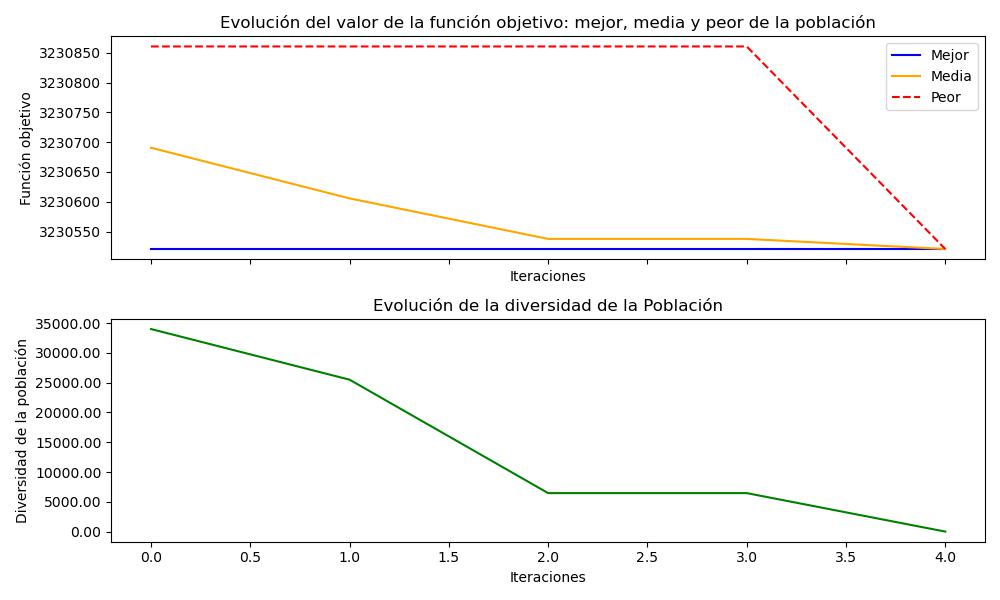 Evolución del valor de la función objetivo: mejor, media y peor de la población
Función objetivo
3230850
3230800
3230750
3230700
3230650
3230600
3230550
Mejor
Media
Peor
Iteraciones
Evolución de la diversidad de la Población
Diversidad de la población
35000.00
30000.00
25000.00
20000.00
15000.00
10000.00
5000.00
0.00
0.0 0.5 1.0 1.5 2.0 2.5 3.0 3.5 4.0
Iteraciones